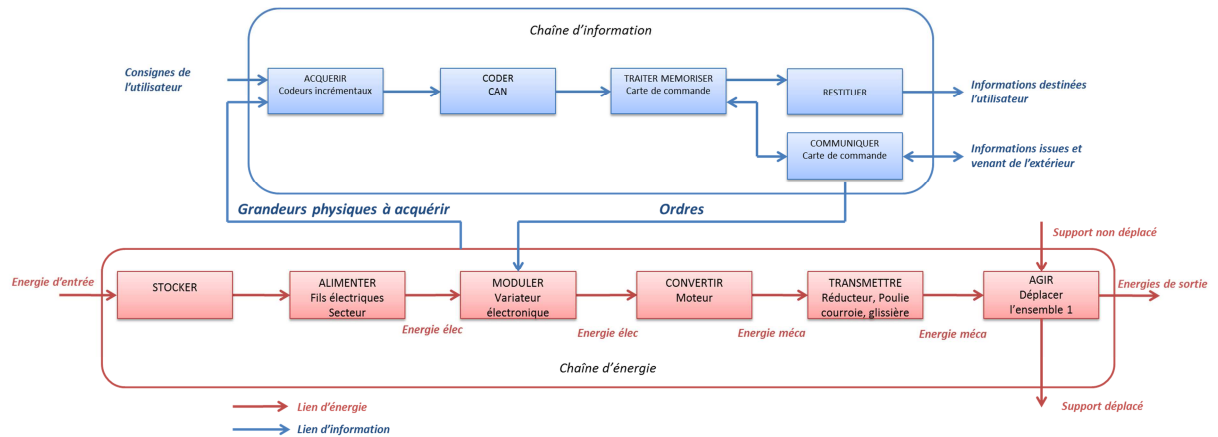 Chaîne d'information
Consignes de
l'utilisateur
ACQUERIR
Codeurs incrémentaux
CODER
CAN
TRAITER MEMORISER
Carte de commande
RESTITUER
Informations destinées
l'utilisateur
COMMUNIQUER
Carte de commande
Informations issues et
venant de l'extérieur
Grandeurs physiques à acquérir
Ordres
Support non déplacé
Energie d'entrée
STOCKER
ALIMENTER
Fils électriques
Secteur
MODULER
Variateur
électronique
CONVERTIR
Moteur
TRANSMETTRE
Réducteur, Poulie
courroie, glissière
AGIR
Déplacer
l'ensemble 1
Energies de sortie
Energie élec
Energie élec
Energie méca
Energie méca
Chaîne d'énergie
Lien d'énergie
Support déplacé
Lien d'information